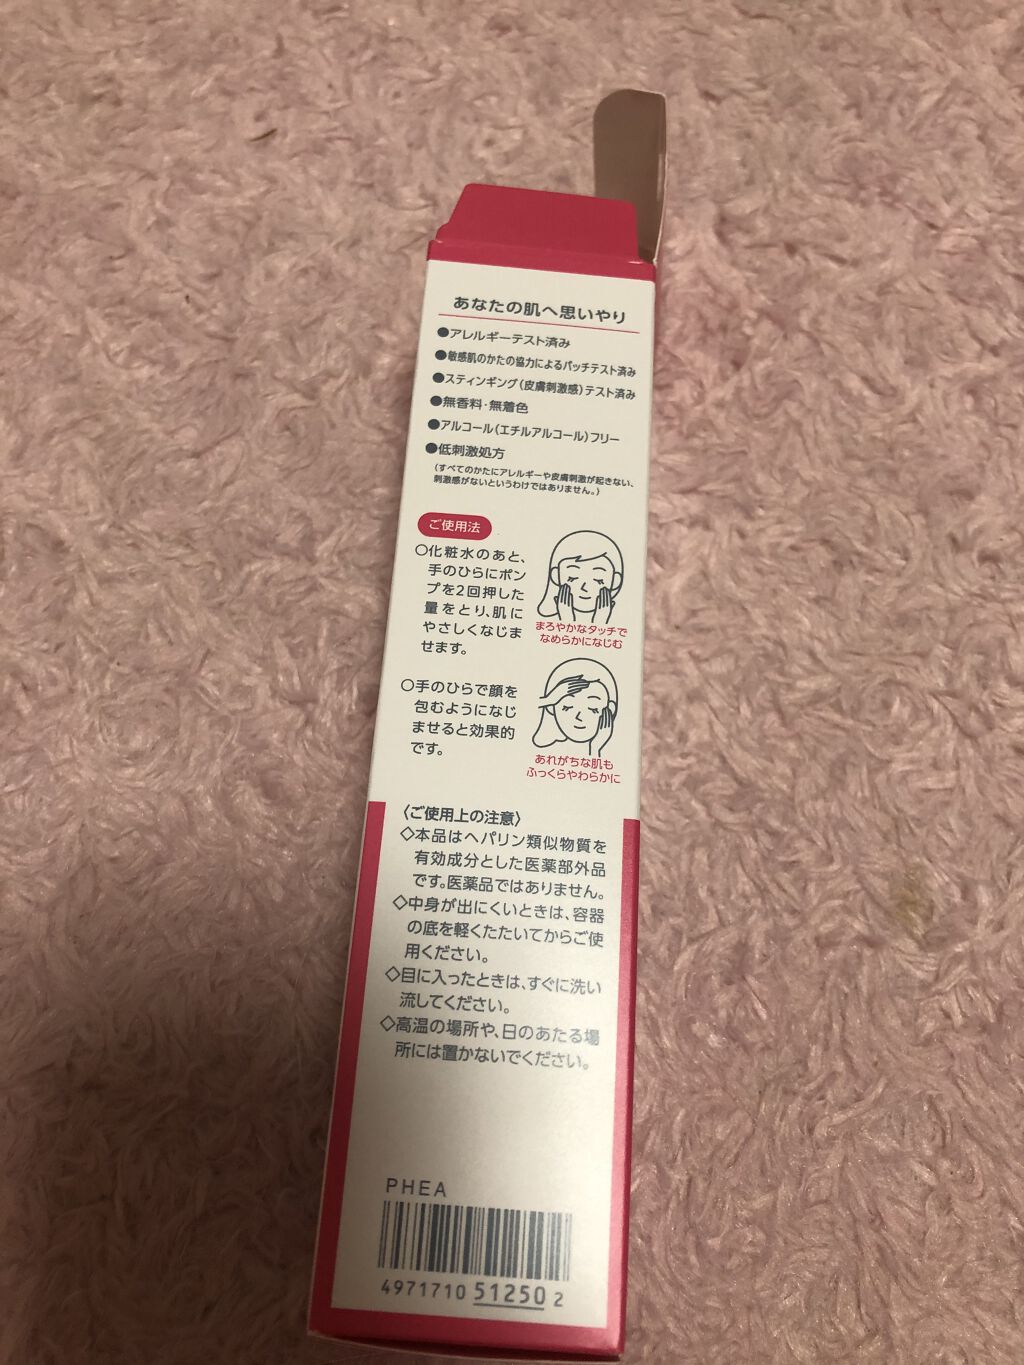 あなたの肌へ思いやり
●アレルギーテスト済み
●敏感肌のかたの協力によるパッチテスト済み
●スティンギング(皮膚刺激感)テスト済み
●無香料・無着色
●アルコール(エチルアルコール)フリー
●低刺激処方
(すべてのかたにアレルギーや皮膚刺激が起きない、
刺激感がないというわけではありません。)
ご使用法
○化粧水のあと、
手のひらにポン
プを2回押した
量をとり、肌に
やさしくなじま
せます。
まろやかなタッチで
なめらかになじむ
○手のひらで顔を
包むようになじ
ませると効果的
です。
あれがちな肌も
ふっくらやわらかに
〈ご使用上の注意〉
◇本品はヘパリン類似物質を
有効成分とした医薬部外品
です。医薬品ではありません。
◇中身が出にくいときは、容器
の底を軽くたたいてからご使
用ください。
◇目に入ったときは、すぐに洗い
流してください。
◇高温の場所や、日のあたる場
所には置かないでください。
PHEA
4971710 51250 2